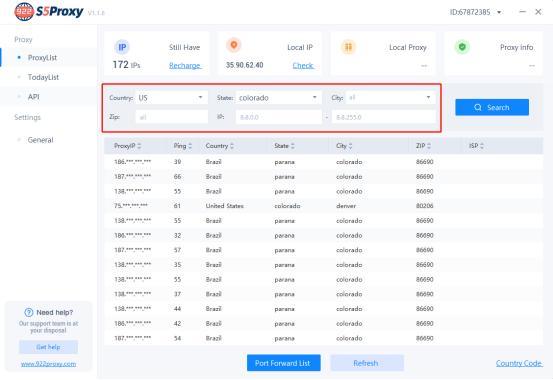 922 S5Proxy V1.1.6 ID:67872385
Proxy
ProxyList
TodayList
API
Settings
General
IP Still Have
172 IPs Recharge
Local IP
35.90.62.40 Check
Local Proxy
--
Proxy Info
--
Country: US State: colorado City: all
Zip: all IP: 8.8.0.0 - 8.8.255.0
Search
ProxyIP Ping Country State City ZIP ISP
186.***.***.*** 39 Brazil parana colorado 86690
187.***.***.*** 66 Brazil parana colorado 86690
138.***.***.*** 55 Brazil parana colorado 86690
75.***.***.*** 61 United States colorado denver 80206
138.***.***.*** 55 Brazil parana colorado 86690
186.***.***.*** 32 Brazil parana colorado 86690
187.***.***.*** 57 Brazil parana colorado 86690
138.***.***.*** 35 Brazil parana colorado 86690
138.***.***.*** 55 Brazil parana colorado 86690
138.***.***.*** 37 Brazil parana colorado 86690
138.***.***.*** 44 Brazil parana colorado 86690
186.***.***.*** 42 Brazil parana colorado 86690
187.***.***.*** 54 Brazil parana colorado 86690
Need help?
Our support team is at
your disposal
Get help
www.922proxy.com
Port Forward List Refresh Country Code